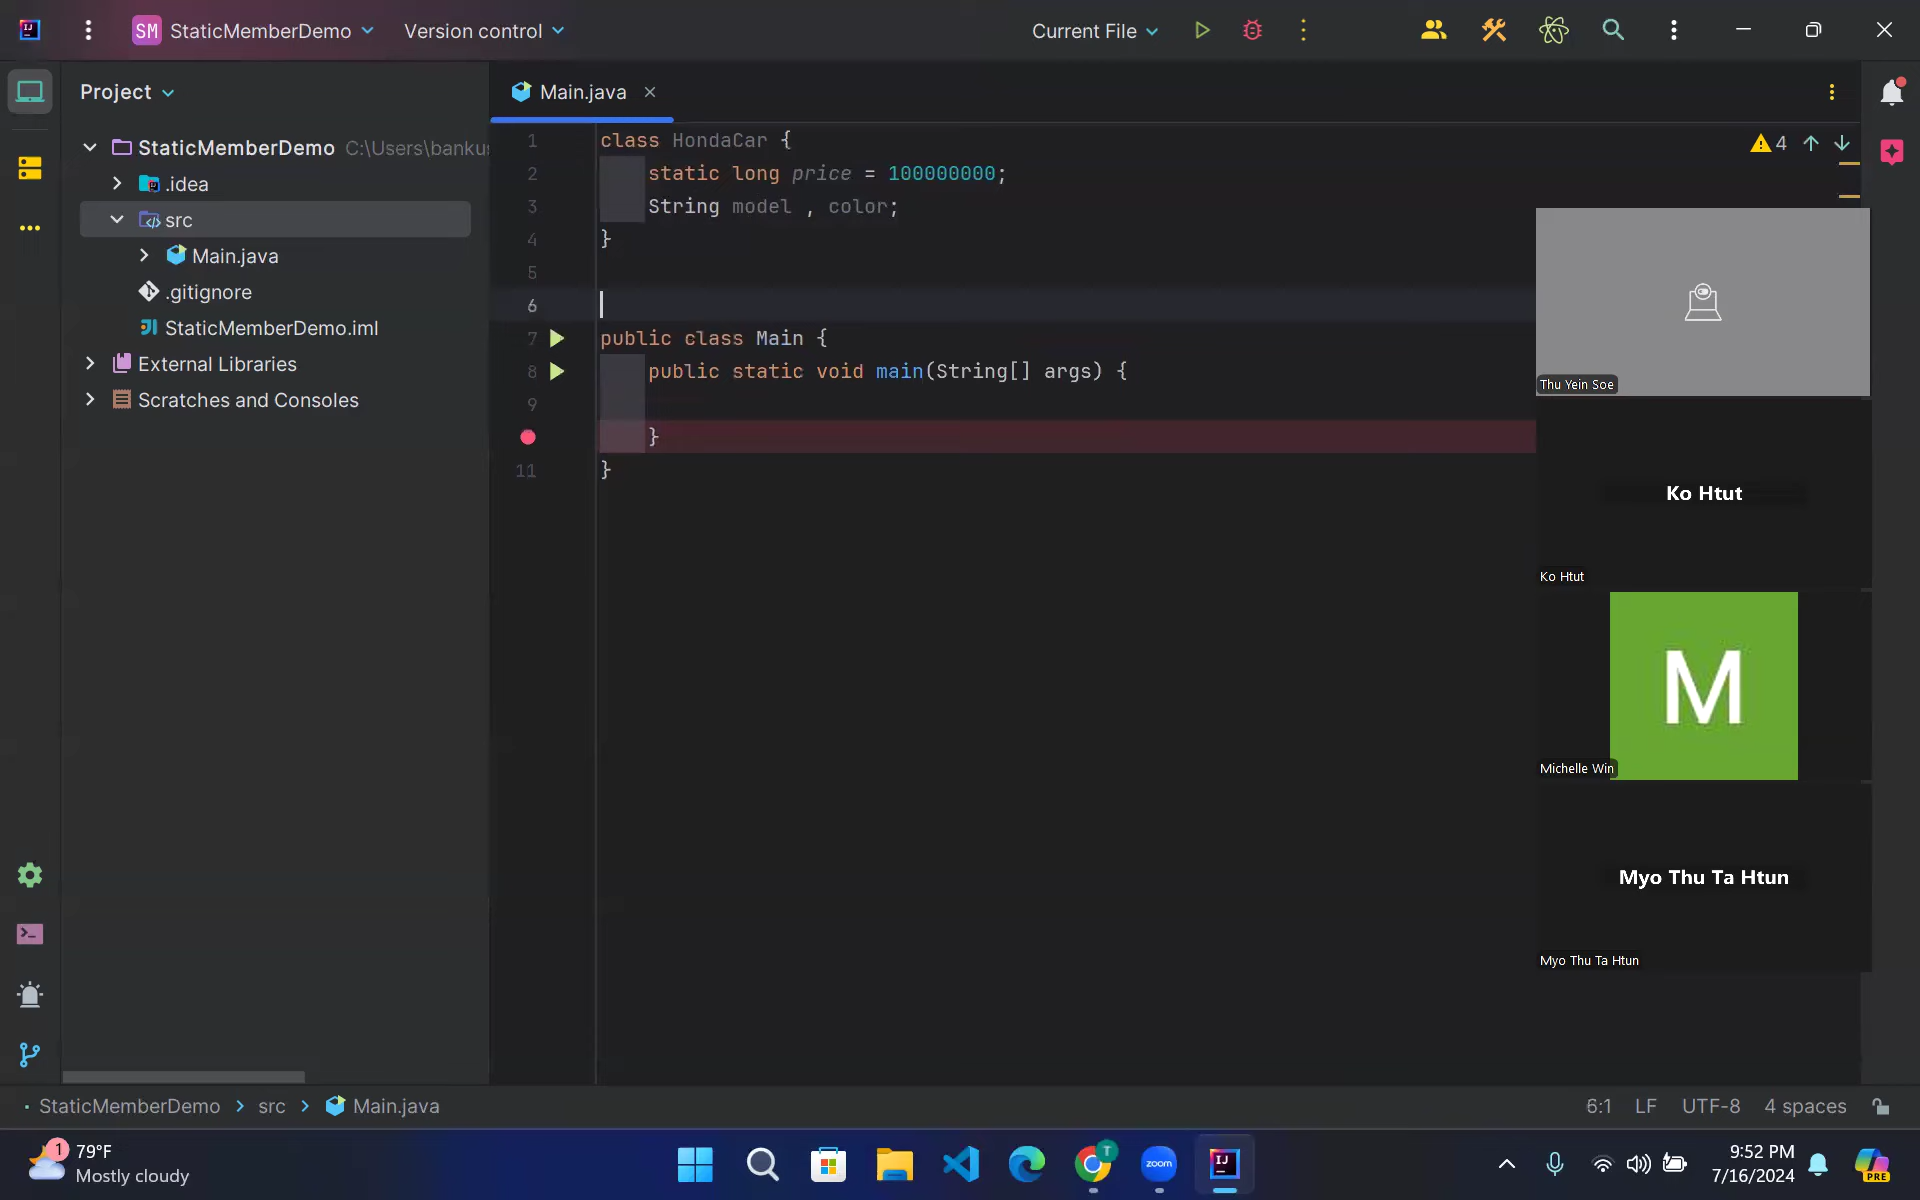 SM StaticMemberDemo Version control Current File
Project
Main.java
StaticMemberDemo C:\Users\banku
.idea
src
Main.java
.gitignore
StaticMemberDemo.iml
External Libraries
Scratches and Consoles
1 class HondaCar {
2 static long price = 100000000;
3 String model , color;
4 }
5
6
7 public class Main {
8 public static void main(String[] args) {
9
}
11 }
4
Thu Yein Soe
Ko Htut
Ko Htut
M
Michelle Win
Myo Thu Ta Htun
Myo Thu Ta Htun
StaticMemberDemo > src > Main.java
6:1 LF UTF-8 4 spaces
1
79°F
Mostly cloudy
T
zoom
IJ
9:52 PM
7/16/2024
PRE